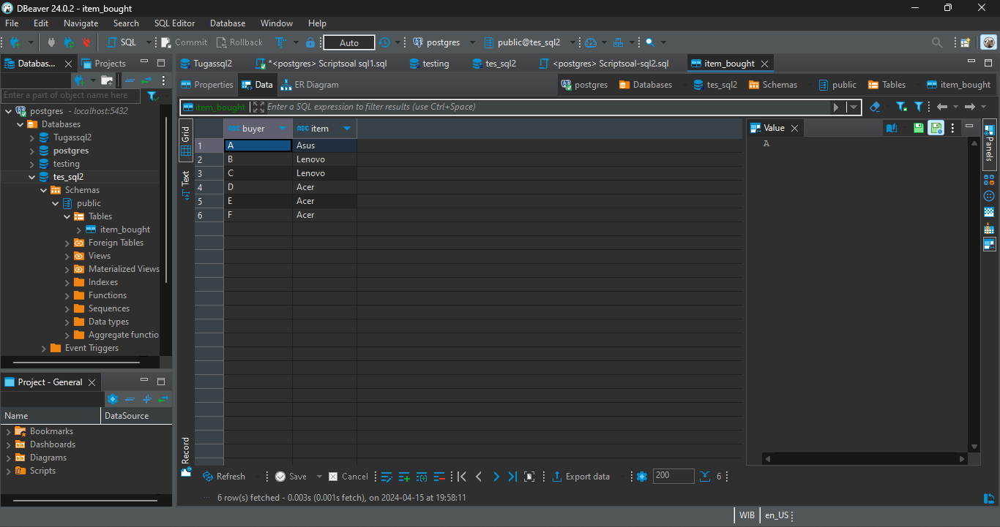 DBeaver 24.0.2 - item_bought
File Edit Navigate Search SQL Editor Database Window Help
SQL Commit Rollback Auto postgres public@tes_sql2
Databas... Projects
Tugassql2 *<postgres> Scriptsoal sql1.sql testing tes_sql2 <postgres> Scriptsoal-sql2.sql item_bought
Properties Data ER Diagram
postgres Databases tes_sql2 Schemas public Tables item_bought
Enter a part of object name here
item_bought Enter a SQL expression to filter results (use Ctrl+Space)
postgres - localhost:5432
Databases
Tugassql2
postgres
testing
tes_sql2
Schemas
public
Tables
item_bought
Foreign Tables
Views
Materialized Views
Indexes
Functions
Sequences
Data types
Aggregate functio
Event Triggers
Project - General
Name DataSource
Bookmarks
Dashboards
Diagrams
Scripts
Grid
Text
Record
ABC buyer ABC item
1 A Asus
2 B Lenovo
3 C Lenovo
4 D Acer
5 E Acer
6 F Acer
Value
A
Panels
Refresh Save Cancel Export data 200 6
6 row(s) fetched - 0.003s (0.001s fetch), on 2024-04-15 at 19:58:11
WIB en_US